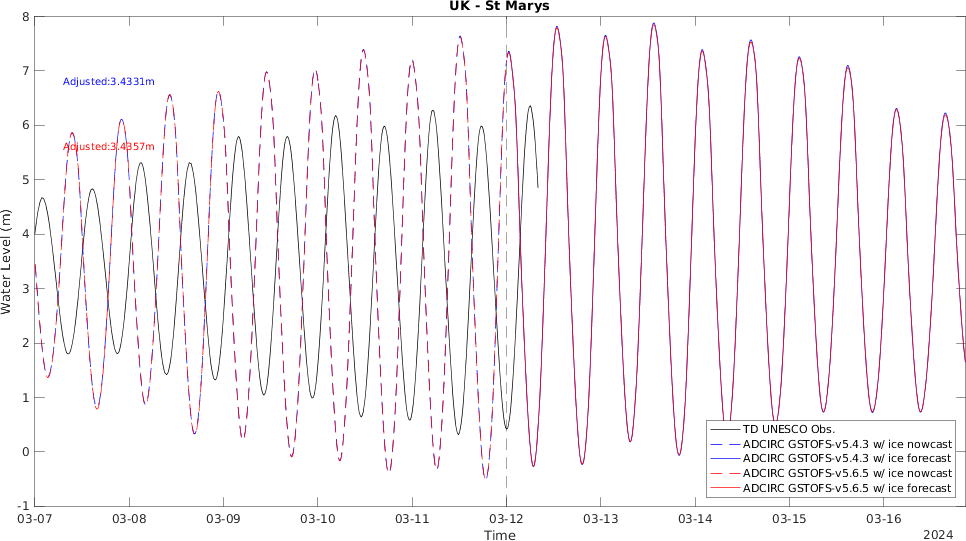 UK - St Marys
8
7
6
5
4
3
2
1
0
-1
Water Level (m)
Adjusted:3.4331m
Adjusted:3.4357m
TD UNESCO Obs.
ADCIRC GSTOFS-v5.4.3 w/ ice nowcast
ADCIRC GSTOFS-v5.4.3 w/ ice forecast
ADCIRC GSTOFS-v5.6.5 w/ ice nowcast
ADCIRC GSTOFS-v5.6.5 w/ ice forecast
03-07 03-08 03-09 03-10 03-11 03-12 03-13 03-14 03-15 03-16
Time
2024